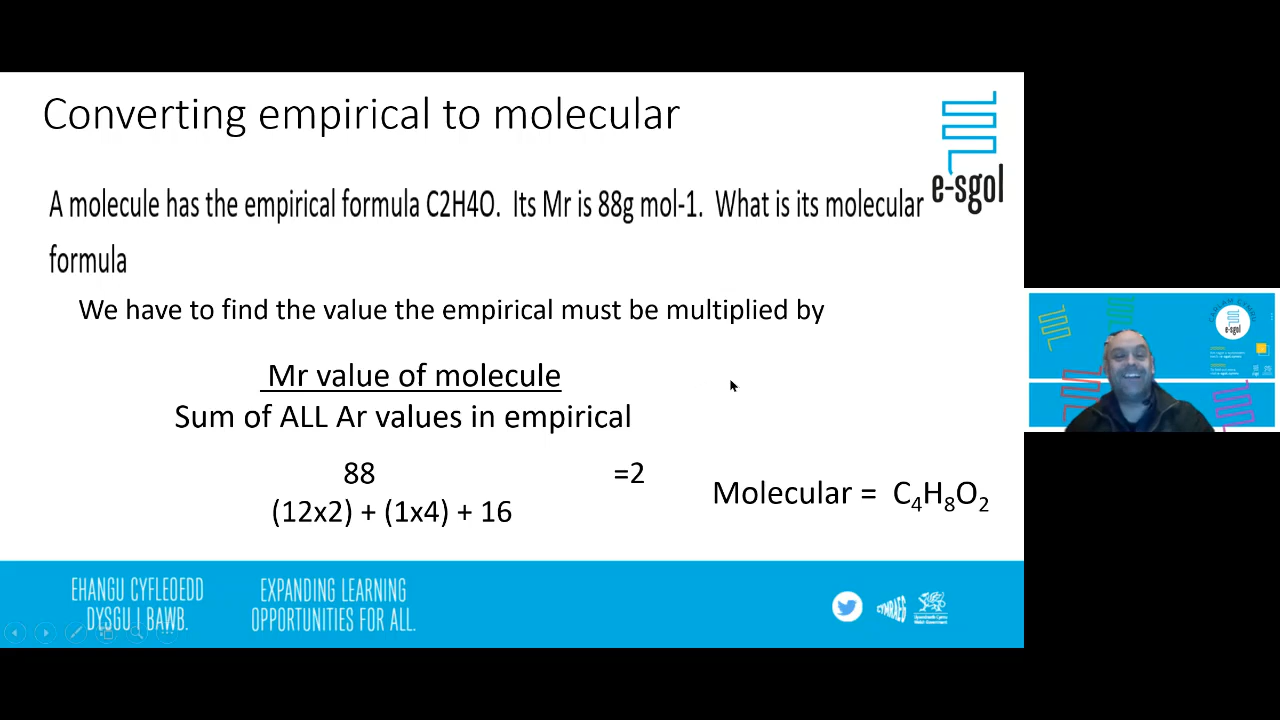 Converting empirical to molecular
e-sgol
A molecule has the empirical formula C2H4O. Its Mr is 88g mol-1. What is its molecular
formula
We have to find the value the empirical must be multiplied by
Mr value of molecule
Sum of ALL Ar values in empirical
88
=2
(12x2) + (1x4) + 16
Molecular = C₄H₈O₂
EHANGU CYFLEOEDD
DYSGU I BAWB.
EXPANDING LEARNING
OPPORTUNITIES FOR ALL.
CYMRAEG
e-sgol